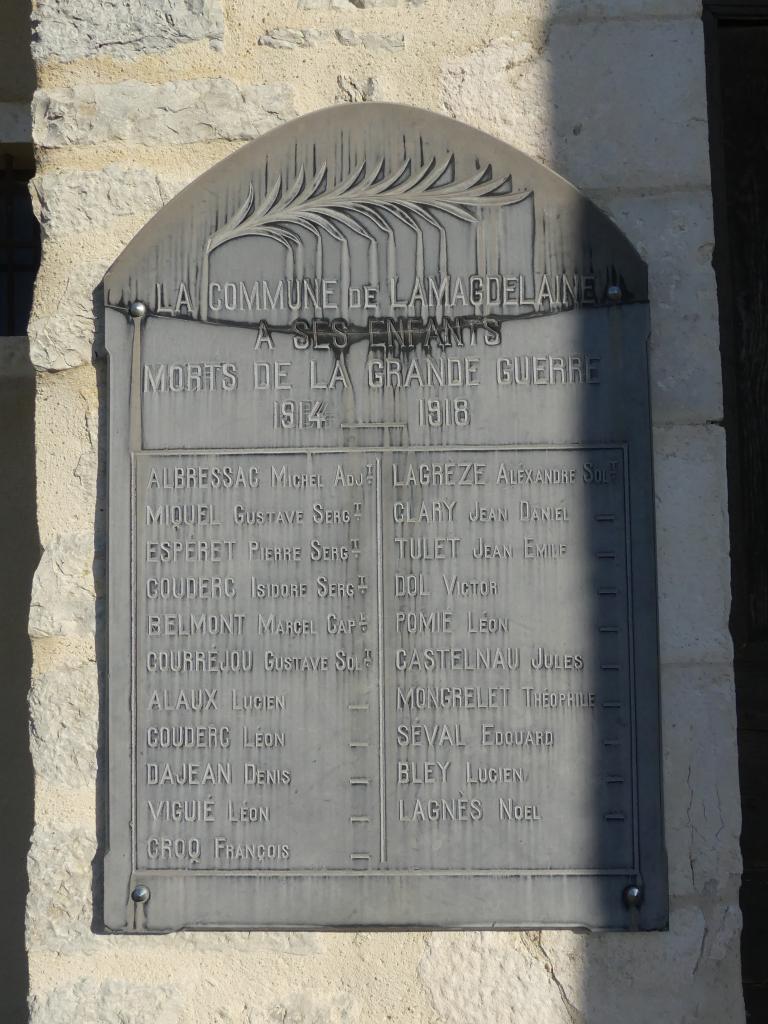 LA COMMUNE DE LAMAGDELAINE
A SES ENFANTS
MORTS DE LA GRANDE GUERRE
1914 — 1918
ALBRESSAC MICHEL ADJT
MIQUEL GUSTAVE SERGT
ESPÉRET PIERRE SERGT
COUDERC ISIDORE SERGT
BELMONT MARCEL CAPL
COURRÉJOU GUSTAVE SOLT
ALAUX LUCIEN —
COUDERC LÉON —
DAJEAN DENIS —
VIGUIÉ LÉON —
CROQ FRANÇOIS —
LAGRÈZE ALÉXANDRE SOLT
CLARY JEAN DANIEL —
TULET JEAN EMILE —
DOL VICTOR —
POMIÉ LÉON —
CASTELNAU JULES —
MONGRELET THÉOPHILE —
SÉVAL EDOUARD —
BLEY LUCIEN —
LAGNÈS NOEL —